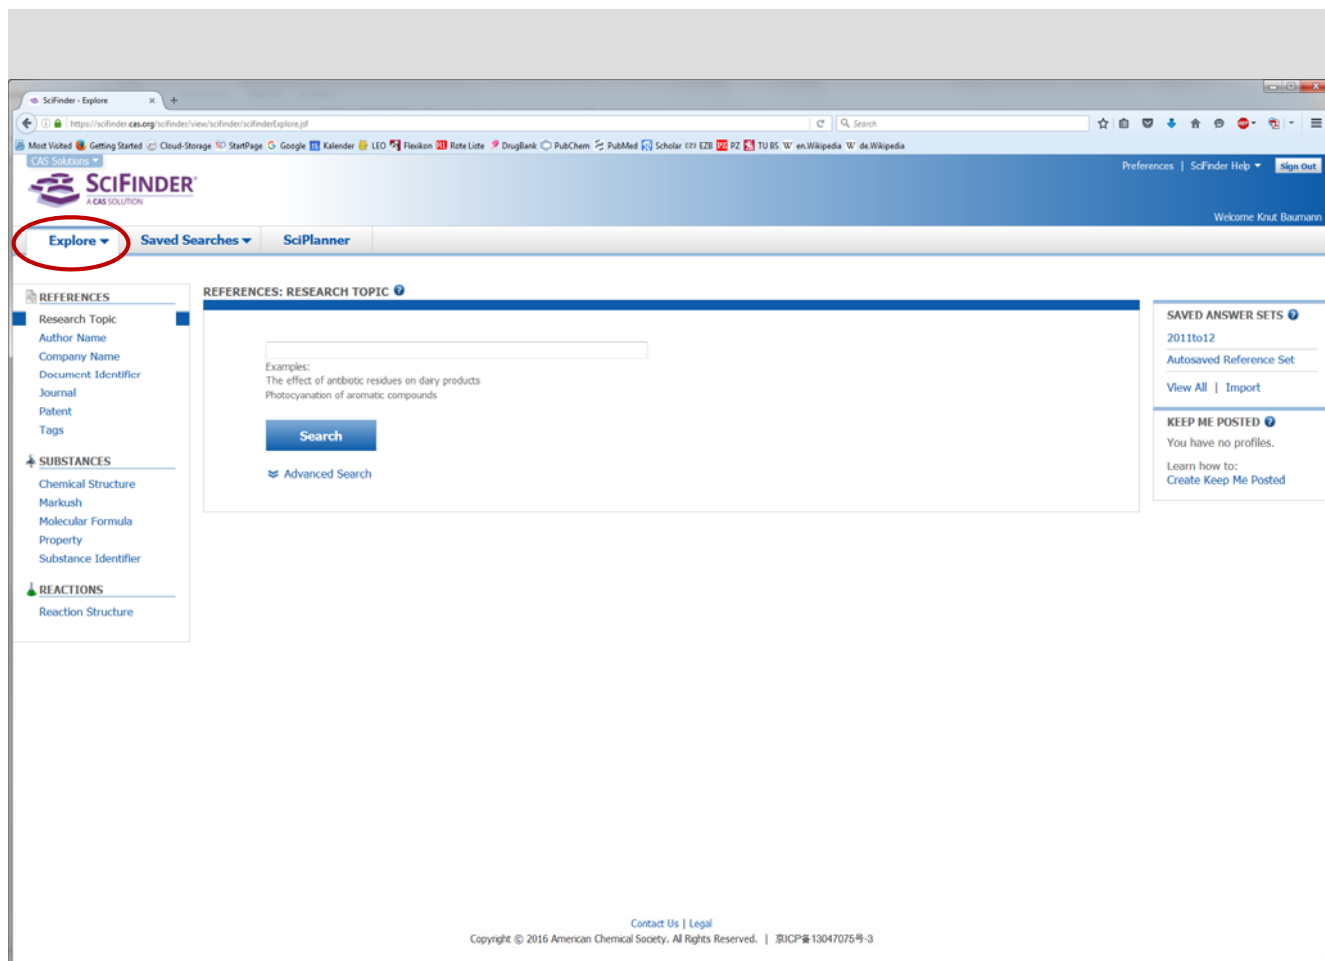 SciFinder - Explore
https://scifinder.cas.org/scifinder/view/scifinder/scifinderExplore.jsf
Search
Most Visited Getting Started Cloud-Storage StartPage Google Kalender LEO Flexikon Rote Liste DrugBank PubChem PubMed Scholar EZB EZB PZ PZ TU BS W en.Wikipedia W de.Wikipedia
CAS Solutions
Preferences | SciFinder Help Sign Out
SCIFINDER®
A CAS SOLUTION
Welcome Knut Baumann
Explore Saved Searches SciPlanner
REFERENCES
Research Topic
Author Name
Company Name
Document Identifier
Journal
Patent
Tags
SUBSTANCES
Chemical Structure
Markush
Molecular Formula
Property
Substance Identifier
REACTIONS
Reaction Structure
REFERENCES: RESEARCH TOPIC
Examples:
The effect of antibiotic residues on dairy products
Photocyanation of aromatic compounds
Search
Advanced Search
SAVED ANSWER SETS
2011to12
Autosaved Reference Set
View All | Import
KEEP ME POSTED
You have no profiles.
Learn how to:
Create Keep Me Posted
Contact Us | Legal
Copyright © 2016 American Chemical Society. All Rights Reserved. | 京ICP备13047075号-3